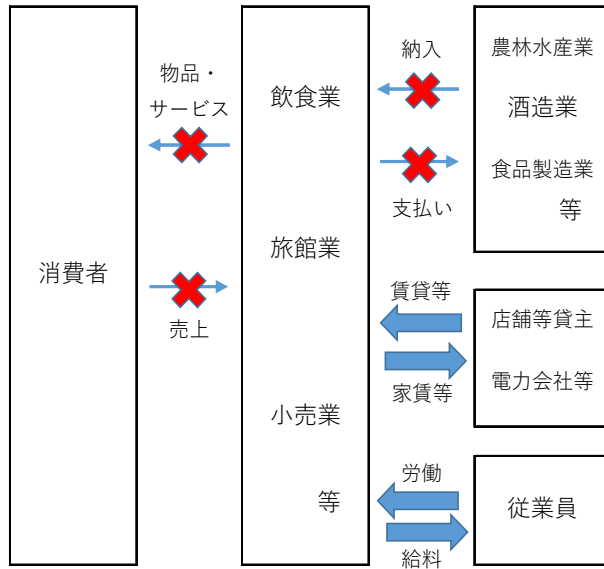 消費者
物品・
サービス
売上
飲食業
旅館業
小売業
等
納入
支払い
農林水産業
酒造業
食品製造業
等
賃貸等
家賃等
店舗等貸主
電力会社等
労働
給料
従業員